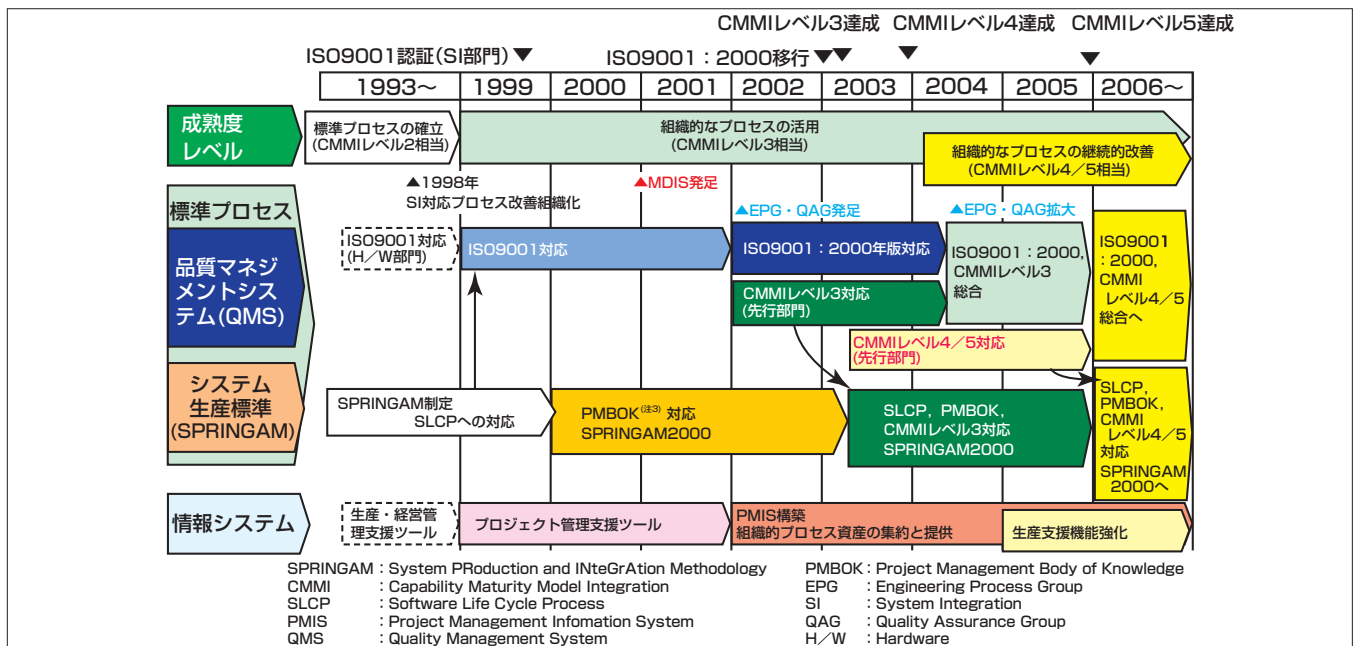 CMMIレベル3達成 CMMIレベル4達成 CMMIレベル5達成
ISO9001認証(SI部門)▼ ISO9001:2000移行▼▼ ▼ ▼
1993〜 1999 2000 2001 2002 2003 2004 2005 2006〜
成熟度
レベル
標準プロセスの確立
(CMMIレベル2相当)
組織的なプロセスの活用
(CMMIレベル3相当)
組織的なプロセスの継続的改善
(CMMIレベル4/5相当)
▲1998年
SI対応プロセス改善組織化
▲MDIS発足
▲EPG・QAG発足
▲EPG・QAG拡大
標準プロセス
品質マネジ
メントシス
テム(QMS)
ISO9001対応
(H/W部門)
ISO9001対応
ISO9001:2000年版対応
CMMIレベル3対応
(先行部門)
ISO9001:2000,
CMMIレベル3
総合
CMMIレベル4/5対応
(先行部門)
ISO9001
:2000,
CMMI
レベル4/5
総合へ
システム
生産標準
(SPRINGAM)
SPRINGAM制定
SLCPへの対応
PMBOK(注3) 対応
SPRINGAM2000
SLCP,PMBOK,
CMMIレベル3対応
SPRINGAM2000
SLCP,
PMBOK,
CMMI
レベル4/5
対応
SPRINGAM
2000へ
情報システム
生産・経営管
理支援ツール
プロジェクト管理支援ツール
PMIS構築
組織的プロセス資産の集約と提供
生産支援機能強化
SPRINGAM:System PRoduction and INteGrAtion Methodology
CMMI:Capability Maturity Model Integration
SLCP:Software Life Cycle Process
PMIS:Project Management Infomation System
QMS:Quality Management System
PMBOK:Project Management Body of Knowledge
EPG:Engineering Process Group
SI:System Integration
QAG:Quality Assurance Group
H/W:Hardware